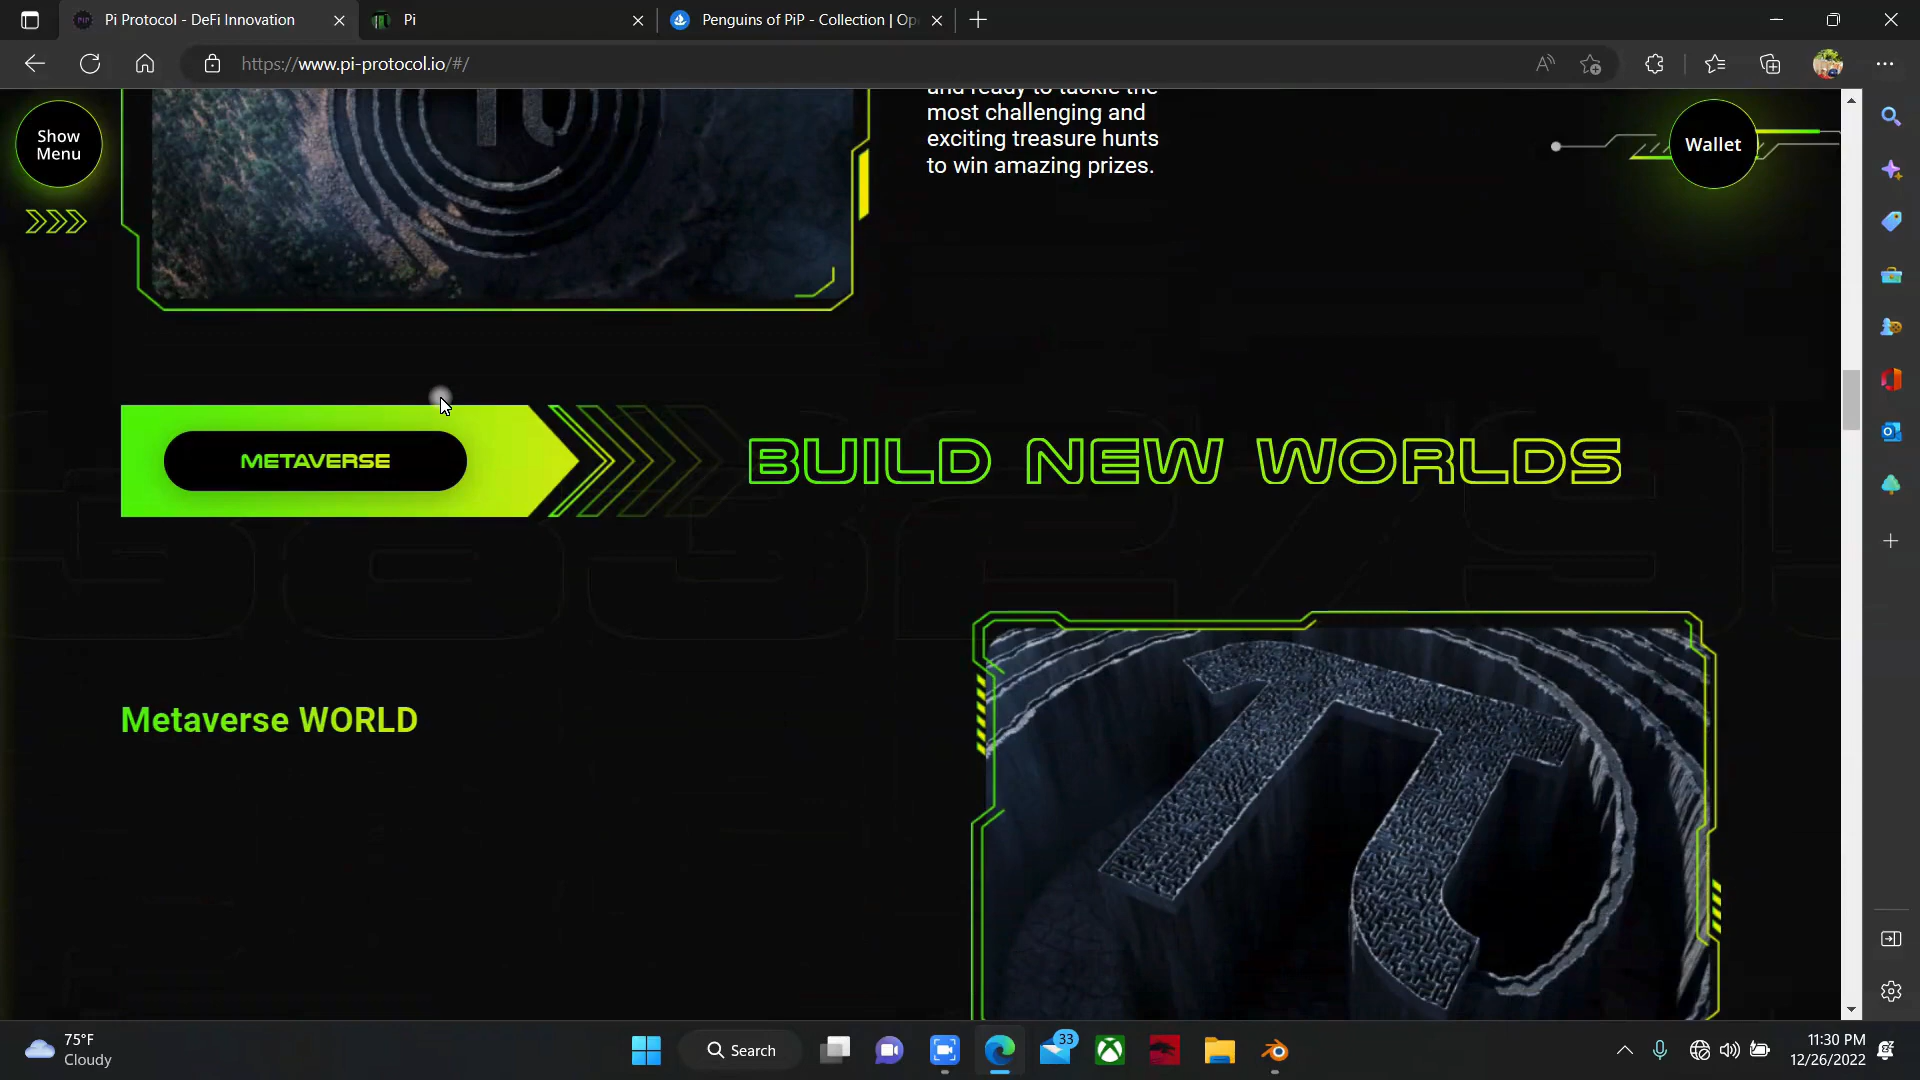 Pi Protocol - DeFi Innovation
Pi
Penguins of PiP - Collection | Op
https://www.pi-protocol.io/#/
Show
Menu
Wallet
most challenging and
exciting treasure hunts
to win amazing prizes.
METAVERSE
BUILD NEW WORLDS
Metaverse WORLD
75°F
Cloudy
Search
33
11:30 PM
12/26/2022